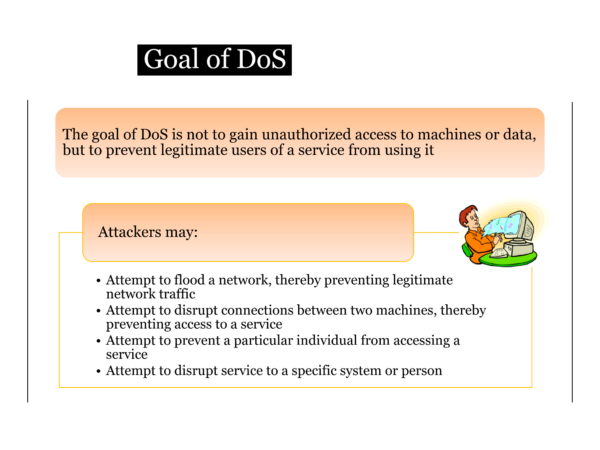 Goal of DoS
The goal of DoS is not to gain unauthorized access to machines or data,
but to prevent legitimate users of a service from using it
Attackers may:
• Attempt to flood a network, thereby preventing legitimate
network traffic
• Attempt to disrupt connections between two machines, thereby
preventing access to a service
• Attempt to prevent a particular individual from accessing a
service
• Attempt to disrupt service to a specific system or person